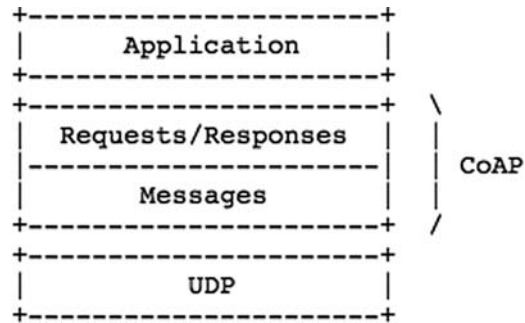 +----------------------+
|     Application      |
+----------------------+
+----------------------+  \
|  Requests/Responses  |  |
|----------------------|  | CoAP
|       Messages       |  |
+----------------------+  /
+----------------------+
|         UDP          |
+----------------------+